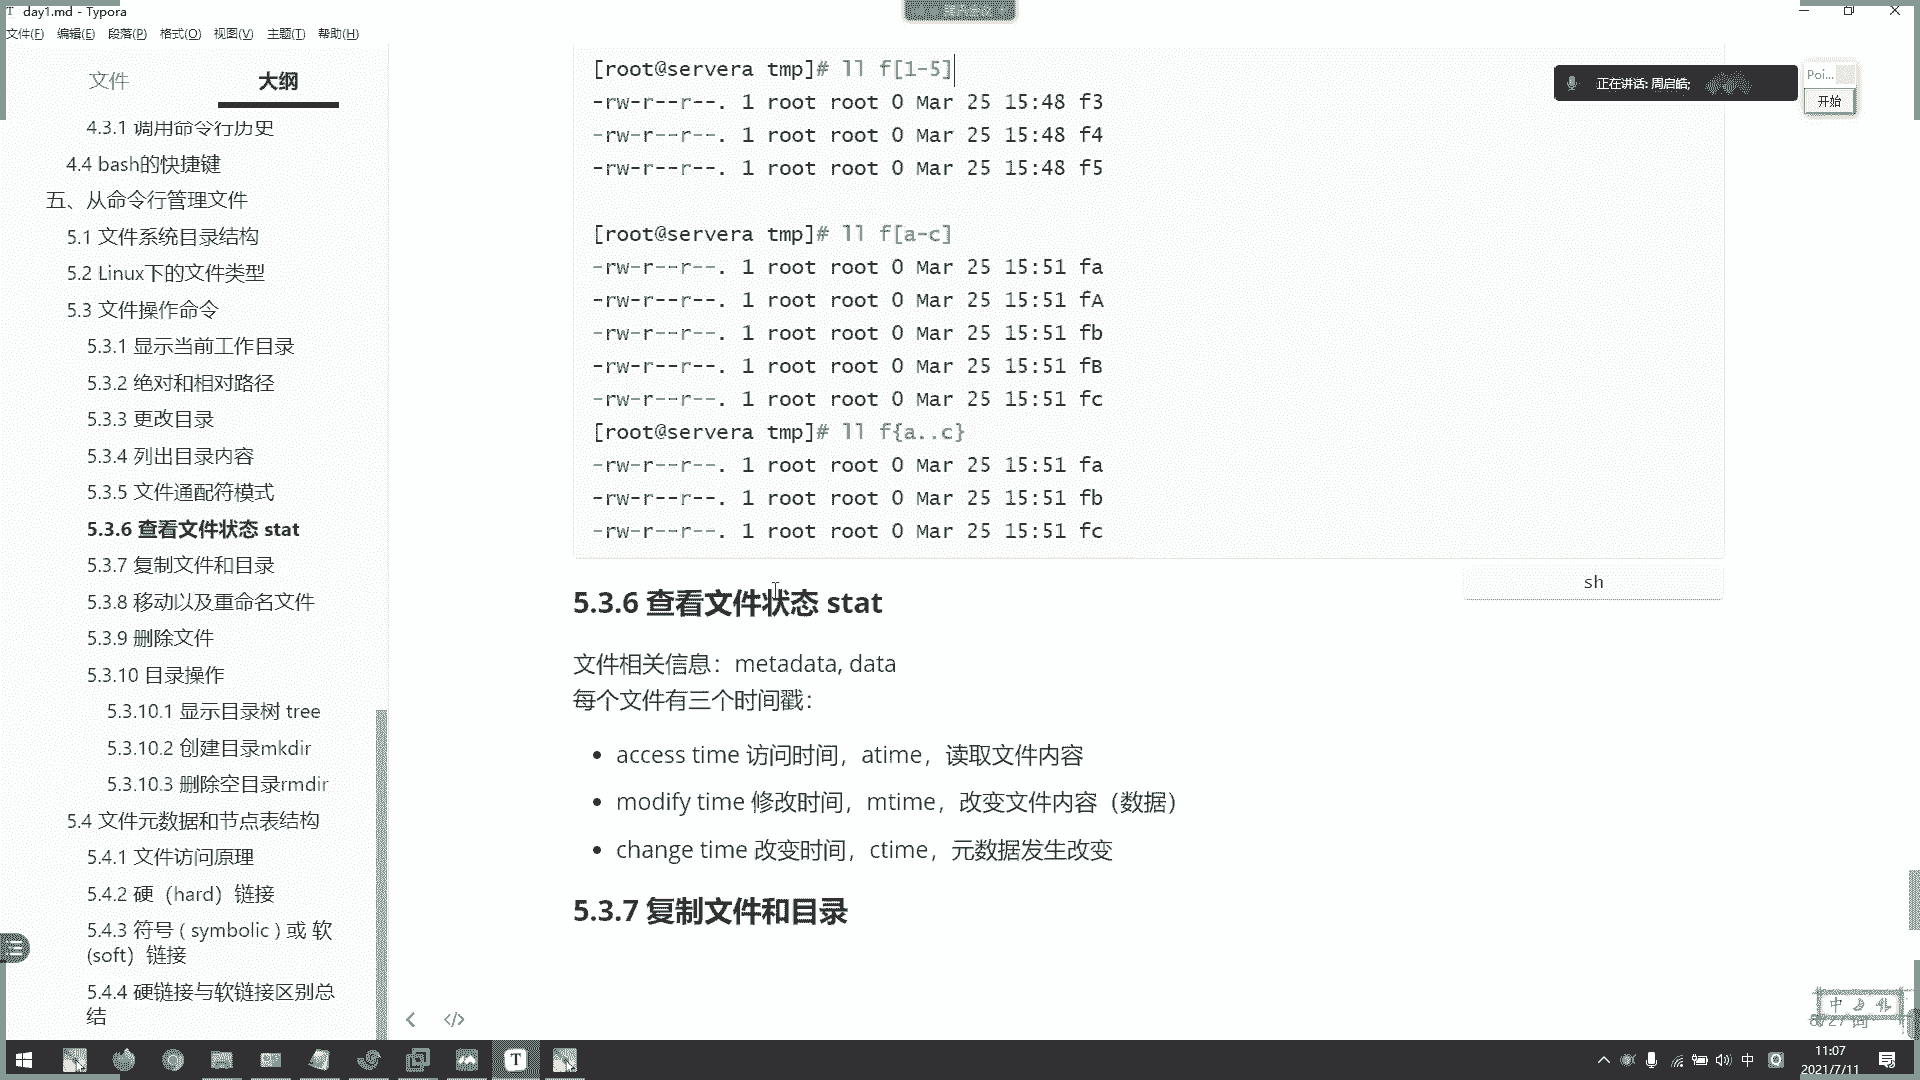 day1.md - Typora
文件(F) 编辑(E) 段落(P) 格式(O) 视图(V) 主题(T) 帮助(H)
文件 大纲
4.3.1 调用命令行历史
4.4 bash的快捷键
五、从命令行管理文件
5.1 文件系统目录结构
5.2 Linux下的文件类型
5.3 文件操作命令
5.3.1 显示当前工作目录
5.3.2 绝对和相对路径
5.3.3 更改目录
5.3.4 列出目录内容
5.3.5 文件通配符模式
5.3.6 查看文件状态 stat
5.3.7 复制文件和目录
5.3.8 移动以及重命名文件
5.3.9 删除文件
5.3.10 目录操作
5.3.10.1 显示目录树 tree
5.3.10.2 创建目录mkdir
5.3.10.3 删除空目录rmdir
5.4 文件元数据和节点表结构
5.4.1 文件访问原理
5.4.2 硬（hard）链接
5.4.3 符号 ( symbolic ) 或 软
(soft）链接
5.4.4 硬链接与软链接区别总
结
[root@servera tmp]# ll f[1-5]
-rw-r--r--. 1 root root 0 Mar 25 15:48 f3
-rw-r--r--. 1 root root 0 Mar 25 15:48 f4
-rw-r--r--. 1 root root 0 Mar 25 15:48 f5
[root@servera tmp]# ll f[a-c]
-rw-r--r--. 1 root root 0 Mar 25 15:51 fa
-rw-r--r--. 1 root root 0 Mar 25 15:51 fA
-rw-r--r--. 1 root root 0 Mar 25 15:51 fb
-rw-r--r--. 1 root root 0 Mar 25 15:51 fB
-rw-r--r--. 1 root root 0 Mar 25 15:51 fc
[root@servera tmp]# ll f{a..c}
-rw-r--r--. 1 root root 0 Mar 25 15:51 fa
-rw-r--r--. 1 root root 0 Mar 25 15:51 fb
-rw-r--r--. 1 root root 0 Mar 25 15:51 fc
sh
5.3.6 查看文件状态 stat
文件相关信息：metadata, data
每个文件有三个时间戳：
• access time 访问时间，atime，读取文件内容
• modify time 修改时间，mtime，改变文件内容（数据）
• change time 改变时间，ctime，元数据发生改变
5.3.7 复制文件和目录
正在讲话: 周启皓;
Poi...
开始
中
11:07
2021/7/11